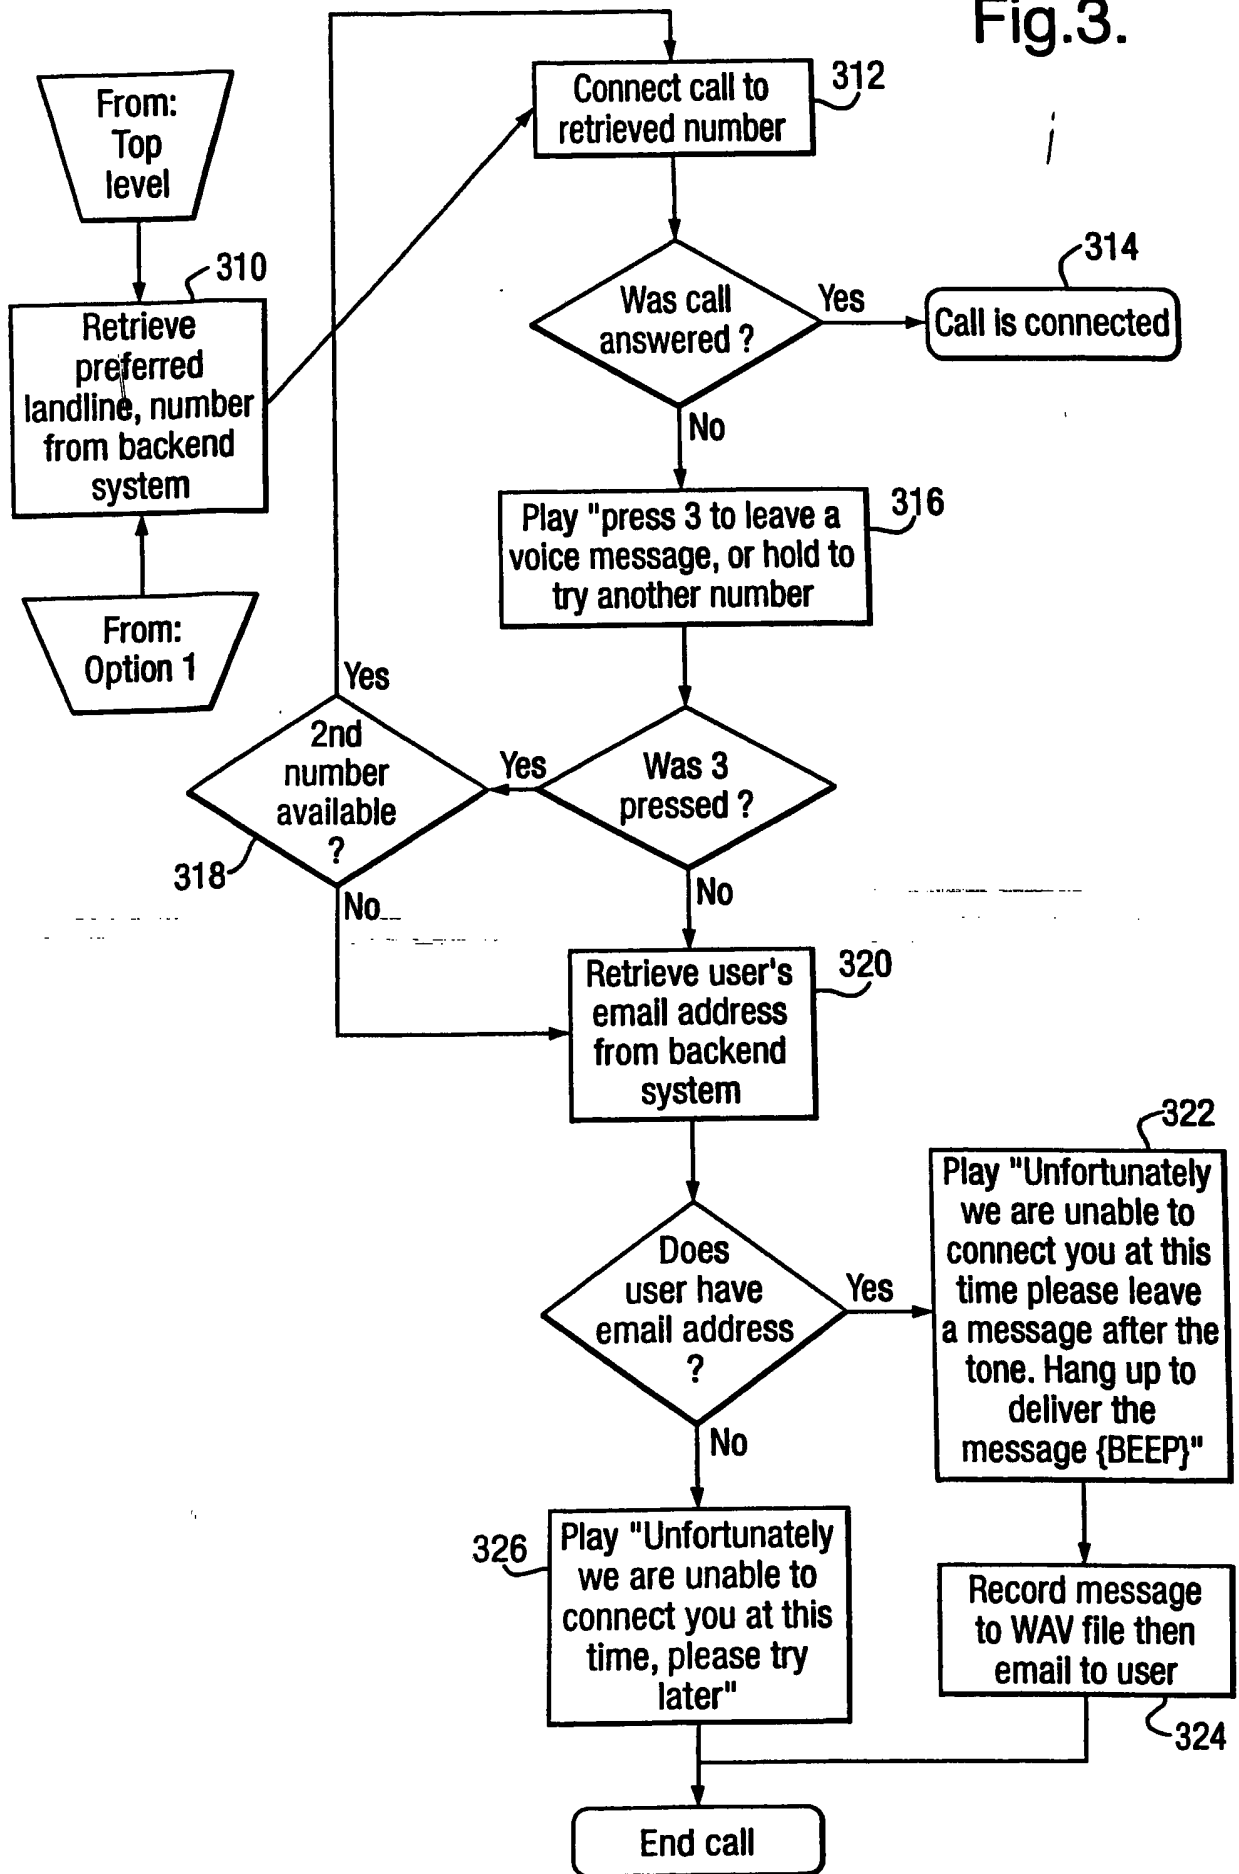 Fig.3.
From:
Top
level
310
Retrieve
preferred
landline, number
from backend
system
From:
Option 1
312
Connect call to
retrieved number
Was call
answered ?
Yes
314
Call is connected
No
316
Play "press 3 to leave a
voice message, or hold to
try another number
Was 3
pressed ?
Yes
2nd
number
available
?
318
Yes
No
No
320
Retrieve user's
email address
from backend
system
Does
user have
email address
?
Yes
322
Play "Unfortunately
we are unable to
connect you at this
time please leave
a message after the
tone. Hang up to
deliver the
message {BEEP}"
No
326
Play "Unfortunately
we are unable to
connect you at this
time, please try
later"
Record message
to WAV file then
email to user
324
End call